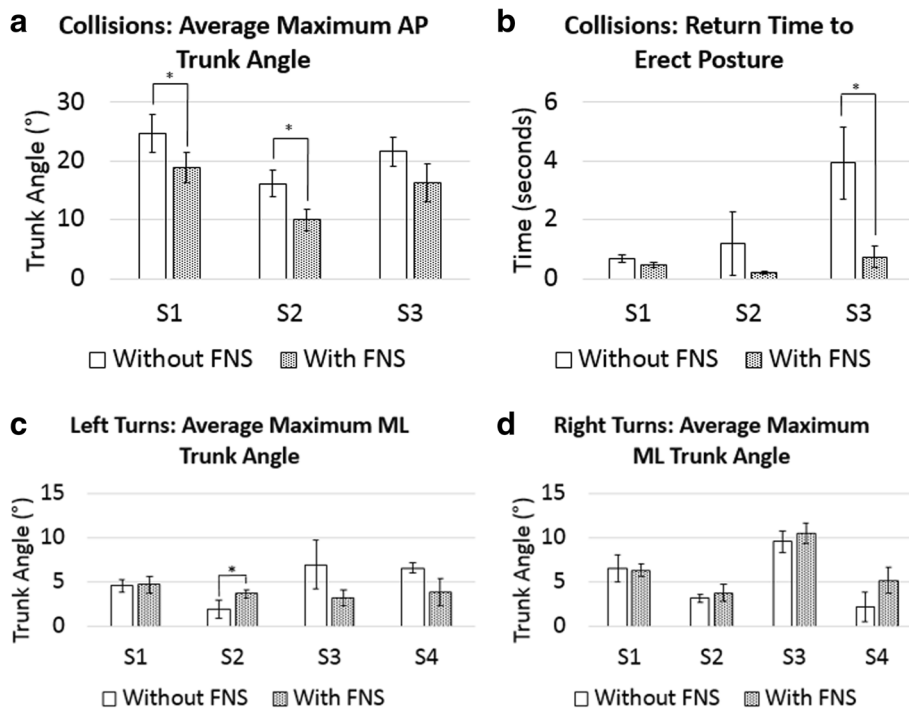 a Collisions: Average Maximum AP
Trunk Angle
*
*
Trunk Angle (°)
30
20
10
0
S1 S2 S3
Without FNS With FNS
b Collisions: Return Time to
Erect Posture
*
Time (seconds)
6
4
2
0
S1 S2 S3
Without FNS With FNS
c Left Turns: Average Maximum ML
Trunk Angle
*
Trunk Angle (°)
15
10
5
0
S1 S2 S3 S4
Without FNS With FNS
d Right Turns: Average Maximum
ML Trunk Angle
Trunk Angle (°)
15
10
5
0
S1 S2 S3 S4
Without FNS With FNS